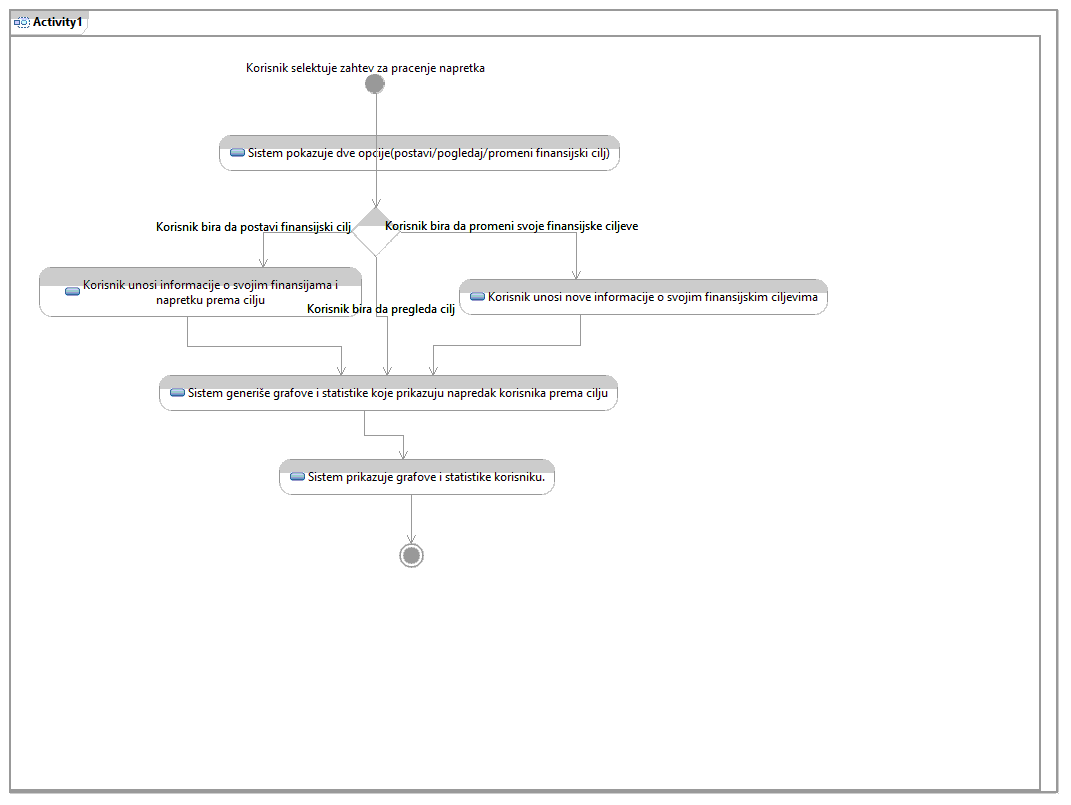 Activity1
Korisnik selektuje zahtev za pracenje napretka
Sistem pokazuje dve opcije(postavi/pogledaj/promeni finansijski cilj)
Korisnik bira da postavi finansijski cilj
Korisnik bira da promeni svoje finansijske ciljeve
Korisnik unosi informacije o svojim finansijama i
napretku prema cilju
Korisnik unosi nove informacije o svojim finansijskim ciljevima
Korisnik bira da pregleda cilj
Sistem generiše grafove i statistike koje prikazuju napredak korisnika prema cilju
Sistem prikazuje grafove i statistike korisniku.